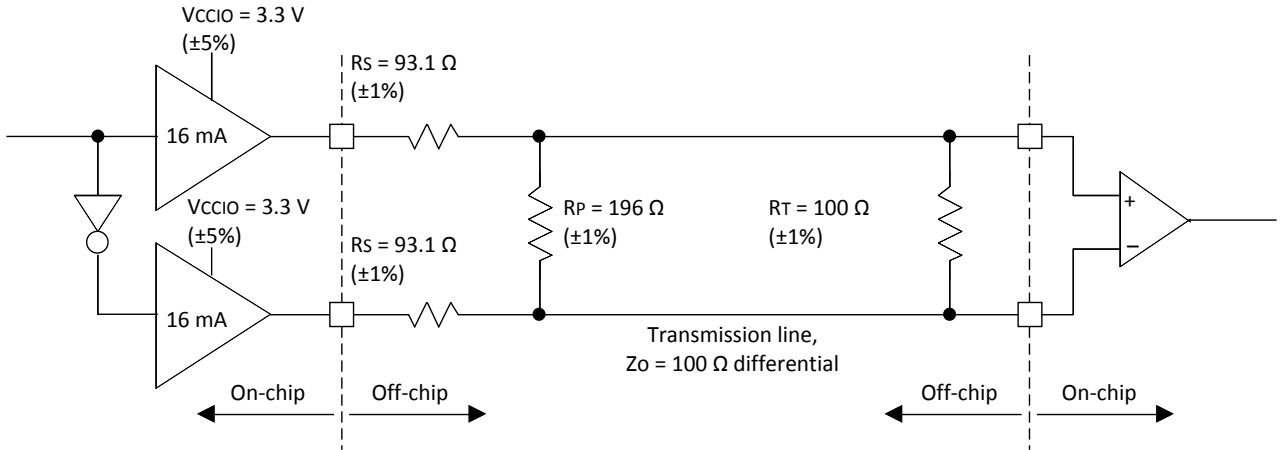 VCCIO = 3.3 V
(±5%)
RS = 93.1 Ω
(±1%)
16 mA
VCCIO = 3.3 V
(±5%)
RP = 196 Ω
(±1%)
RT = 100 Ω
(±1%)
+
−
RS = 93.1 Ω
(±1%)
16 mA
Transmission line,
Zo = 100 Ω differential
On-chip
Off-chip
Off-chip
On-chip